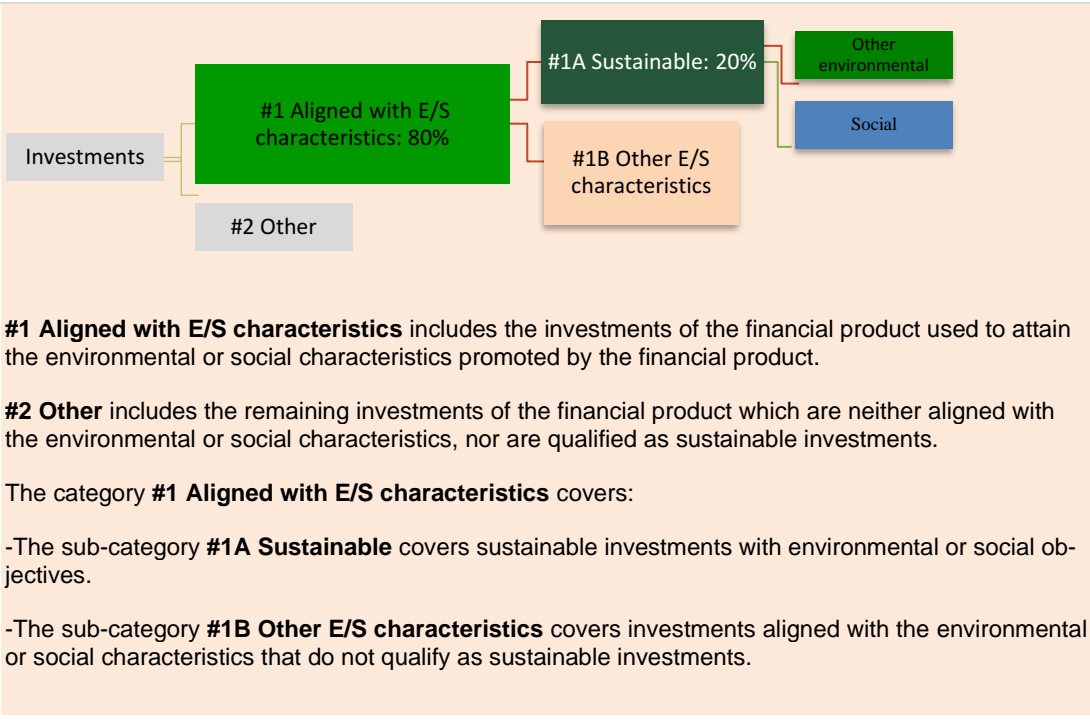 Investments
#1 Aligned with E/S
characteristics: 80%
#2 Other
#1A Sustainable: 20%
#1B Other E/S
characteristics
Other
environmental
Social
#1 Aligned with E/S characteristics includes the investments of the financial product used to attain
the environmental or social characteristics promoted by the financial product.
#2 Other includes the remaining investments of the financial product which are neither aligned with
the environmental or social characteristics, nor are qualified as sustainable investments.
The category #1 Aligned with E/S characteristics covers:
-The sub-category #1A Sustainable covers sustainable investments with environmental or social ob-
jectives.
-The sub-category #1B Other E/S characteristics covers investments aligned with the environmental
or social characteristics that do not qualify as sustainable investments.